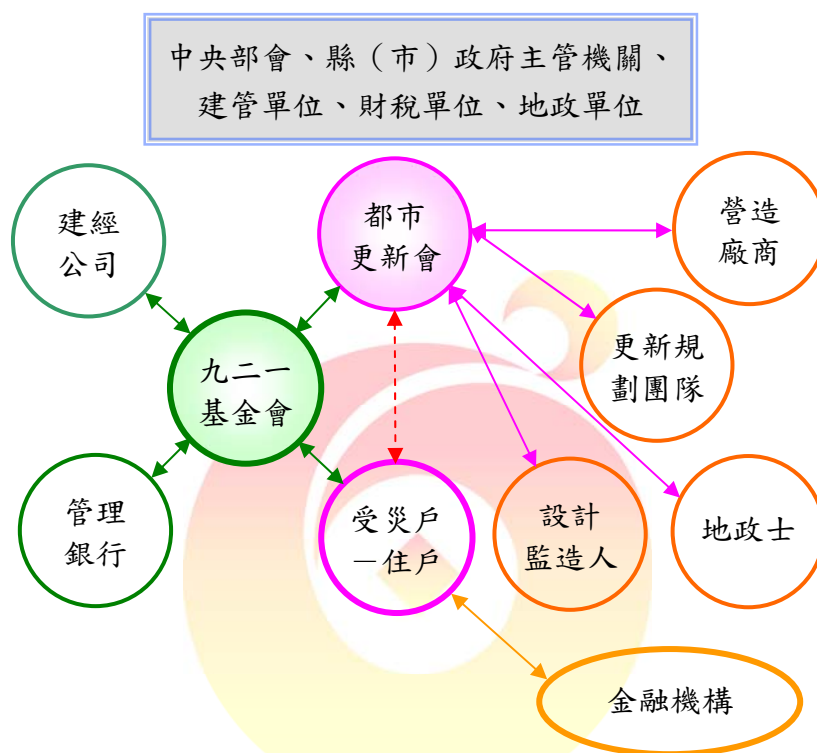 中央部會、縣（市）政府主管機關、
建管單位、財稅單位、地政單位
建經
公司
都市
更新會
營造
廠商
更新規
劃團隊
九二一
基金會
管理
銀行
受災戶
－住戶
設計
監造人
地政士
金融機構